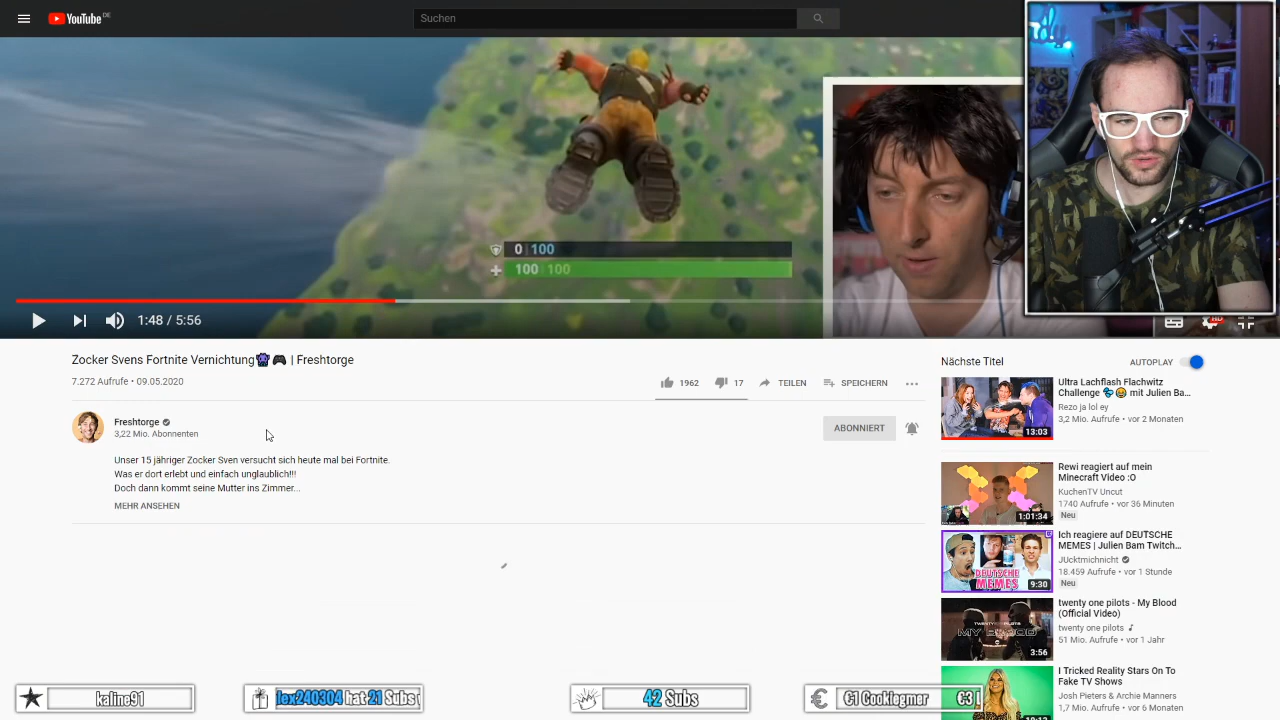 YouTube DE
Suchen
0 | 100
100 | 100
1:48 / 5:56
HD
Zocker Svens Fortnite Vernichtung👾🎮 | Freshtorge
7.272 Aufrufe • 09.05.2020
1962
17
TEILEN
SPEICHERN
Freshtorge
3,22 Mio. Abonnenten
ABONNIERT
Unser 15 jähriger Zocker Sven versucht sich heute mal bei Fortnite.
Was er dort erlebt und einfach unglaublich!!!
Doch dann kommt seine Mutter ins Zimmer...
MEHR ANSEHEN
Nächste Titel
AUTOPLAY
13:03
Ultra Lachflash Flachwitz
Challenge 💦😂 mit Julien Ba...
Rezo ja lol ey
3,2 Mio. Aufrufe • vor 2 Monaten
1:01:34
Rewi reagiert auf mein
Minecraft Video :O
KuchenTV Uncut
1740 Aufrufe • vor 36 Minuten
Neu
DEUTSCHE
MEMES
9:30
Ich reagiere auf DEUTSCHE
MEMES | Julien Bam Twitch...
JUcktmichnicht
18.459 Aufrufe • vor 1 Stunde
Neu
TWENTY ONE PILOTS
MY BLOOD
3:56
twenty one pilots - My Blood
(Official Video)
twenty one pilots
51 Mio. Aufrufe • vor 1 Jahr
I Tricked Reality Stars On To
Fake TV Shows
Josh Pieters & Archie Manners
1,7 Mio. Aufrufe • vor 6 Monaten
kaline91
lex240304 hat 21 Subs
42 Subs
€1 Cookiegmer
€3